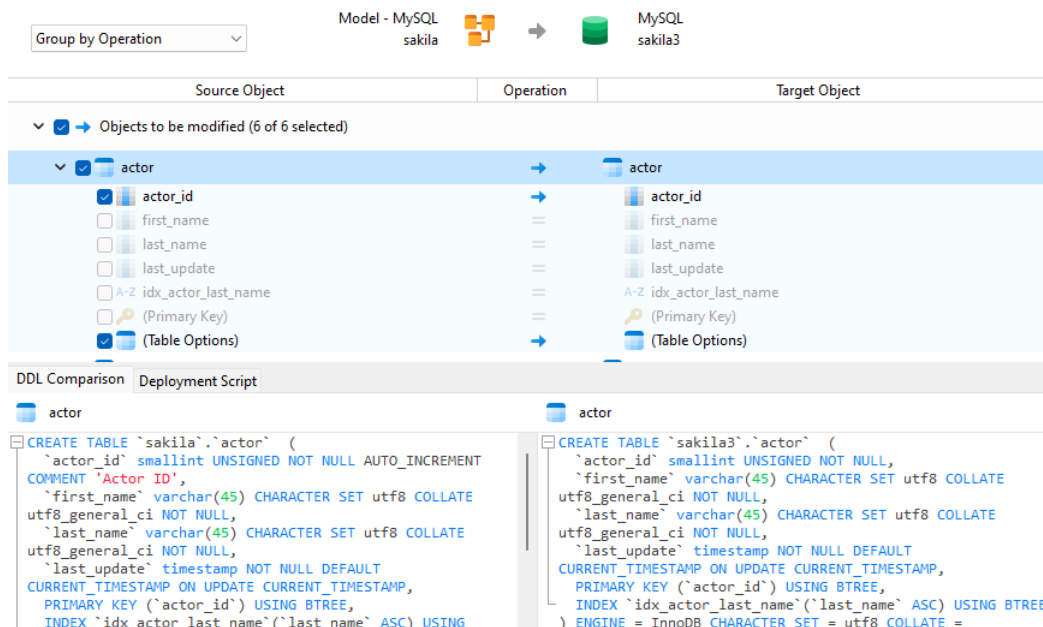 Group by Operation
Model - MySQL
sakila
MySQL
sakila3
Source Object
Operation
Target Object
Objects to be modified (6 of 6 selected)
actor
actor
actor_id
actor_id
first_name
=
first_name
last_name
=
last_name
last_update
=
last_update
A-Z idx_actor_last_name
=
A-Z idx_actor_last_name
(Primary Key)
=
(Primary Key)
(Table Options)
(Table Options)
DDL Comparison
Deployment Script
actor
CREATE TABLE `sakila`.`actor`  (
`actor_id` smallint UNSIGNED NOT NULL AUTO_INCREMENT
COMMENT 'Actor ID',
`first_name` varchar(45) CHARACTER SET utf8 COLLATE
utf8_general_ci NOT NULL,
`last_name` varchar(45) CHARACTER SET utf8 COLLATE
utf8_general_ci NOT NULL,
`last_update` timestamp NOT NULL DEFAULT
CURRENT_TIMESTAMP ON UPDATE CURRENT_TIMESTAMP,
PRIMARY KEY (`actor_id`) USING BTREE,
INDEX `idx_actor_last_name`(`last_name` ASC) USING
actor
CREATE TABLE `sakila3`.`actor`  (
`actor_id` smallint UNSIGNED NOT NULL,
`first_name` varchar(45) CHARACTER SET utf8 COLLATE
utf8_general_ci NOT NULL,
`last_name` varchar(45) CHARACTER SET utf8 COLLATE
utf8_general_ci NOT NULL,
`last_update` timestamp NOT NULL DEFAULT
CURRENT_TIMESTAMP ON UPDATE CURRENT_TIMESTAMP,
PRIMARY KEY (`actor_id`) USING BTREE,
INDEX `idx_actor_last_name`(`last_name` ASC) USING BTREE
) ENGINE = InnoDB CHARACTER SET = utf8 COLLATE =